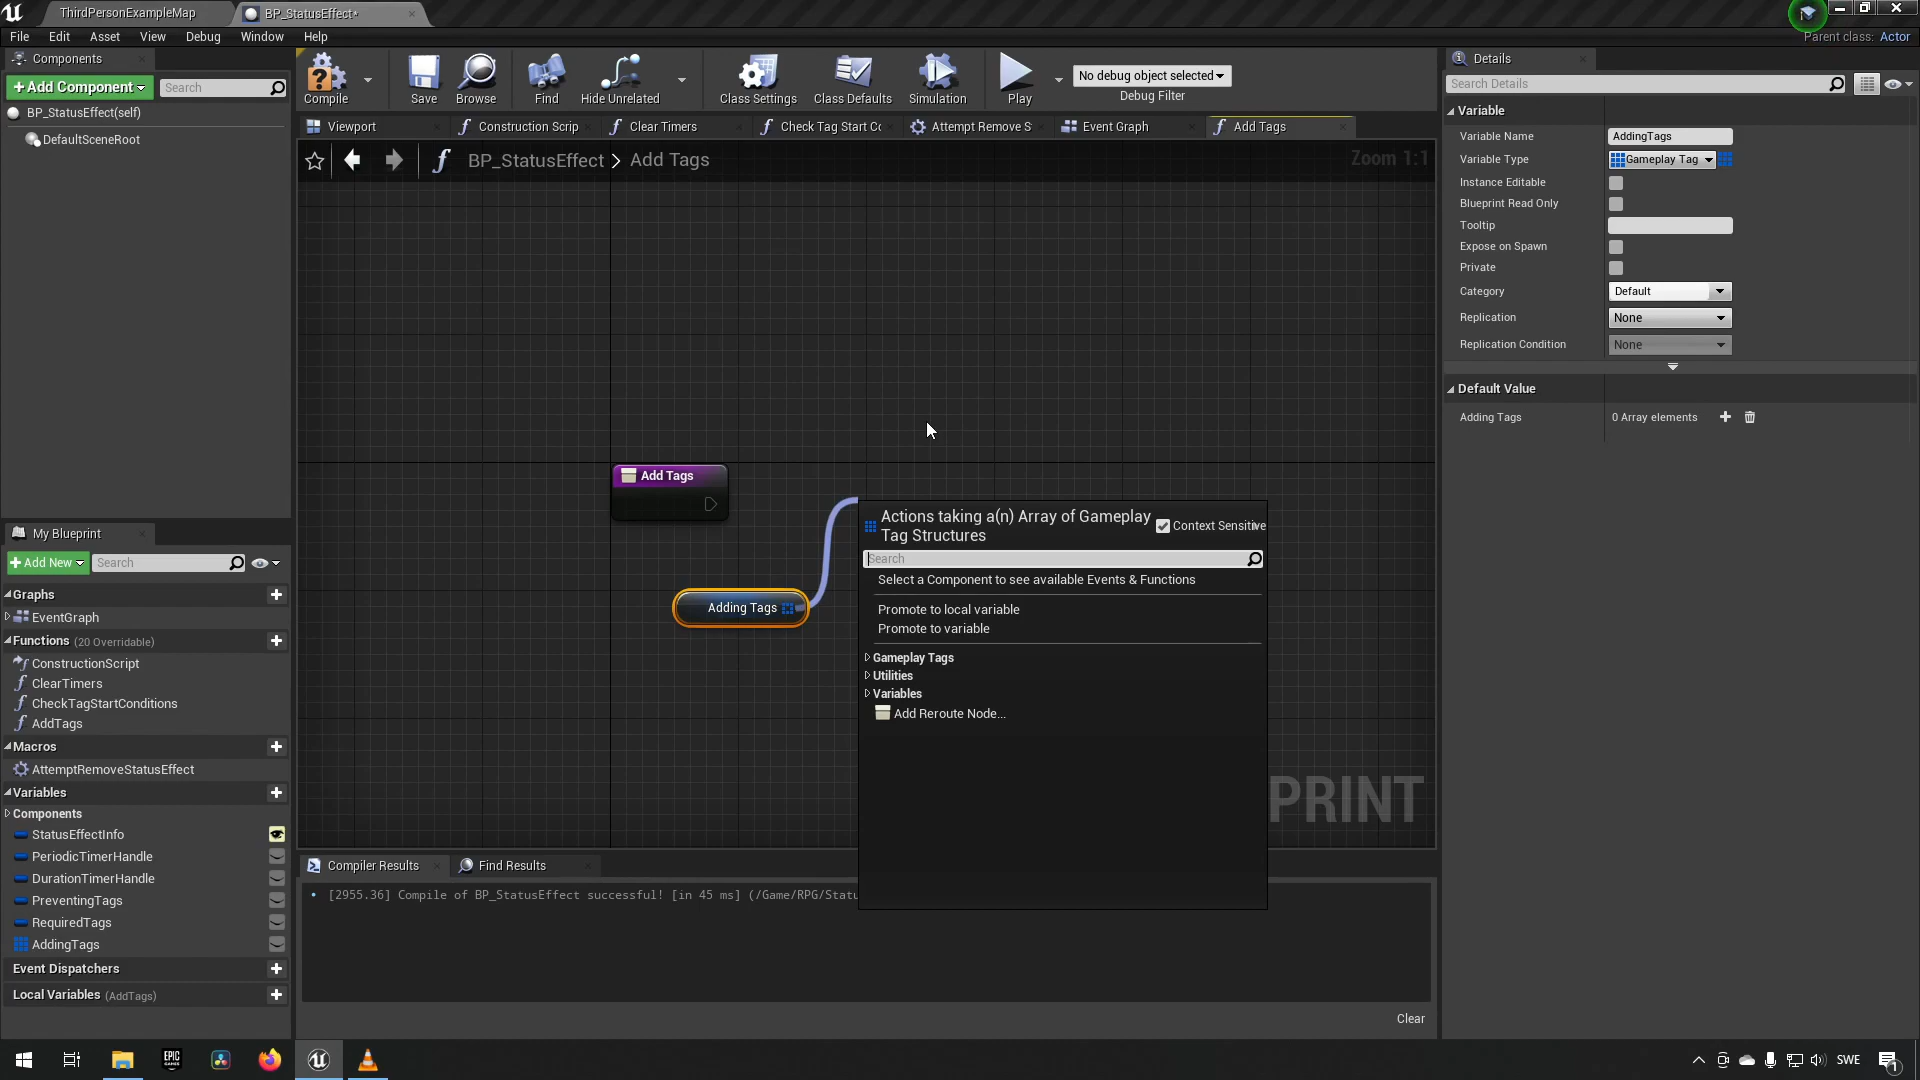 ThirdPersonExampleMap
BP_StatusEffect*
File Edit Asset View Debug Window Help
Parent class: Actor
Components
+Add Component
Search
BP_StatusEffect(self)
DefaultSceneRoot
Compile
Save
Browse
Find
Hide Unrelated
Class Settings
Class Defaults
Simulation
Play
No debug object selected
Debug Filter
Viewport
Construction Scrip
Clear Timers
Check Tag Start Co
Attempt Remove S
Event Graph
Add Tags
BP_StatusEffect > Add Tags
Zoom 1:1
Add Tags
Adding Tags
Actions taking a(n) Array of Gameplay
Tag Structures
Context Sensitive
Search
Select a Component to see available Events & Functions
Promote to local variable
Promote to variable
Gameplay Tags
Utilities
Variables
Add Reroute Node...
PRINT
My Blueprint
+Add New
Search
Graphs
EventGraph
Functions (20 Overridable)
ConstructionScript
ClearTimers
CheckTagStartConditions
AddTags
Macros
AttemptRemoveStatusEffect
Variables
Components
StatusEffectInfo
PeriodicTimerHandle
DurationTimerHandle
PreventingTags
RequiredTags
AddingTags
Event Dispatchers
Local Variables (AddTags)
Compiler Results
Find Results
[2955.36] Compile of BP_StatusEffect successful! [in 45 ms] (/Game/RPG/Statu
Clear
Details
Search Details
Variable
Variable Name AddingTags
Variable Type Gameplay Tag
Instance Editable
Blueprint Read Only
Tooltip
Expose on Spawn
Private
Category Default
Replication None
Replication Condition None
Default Value
Adding Tags 0 Array elements
EPIC
GAMES
SWE
1